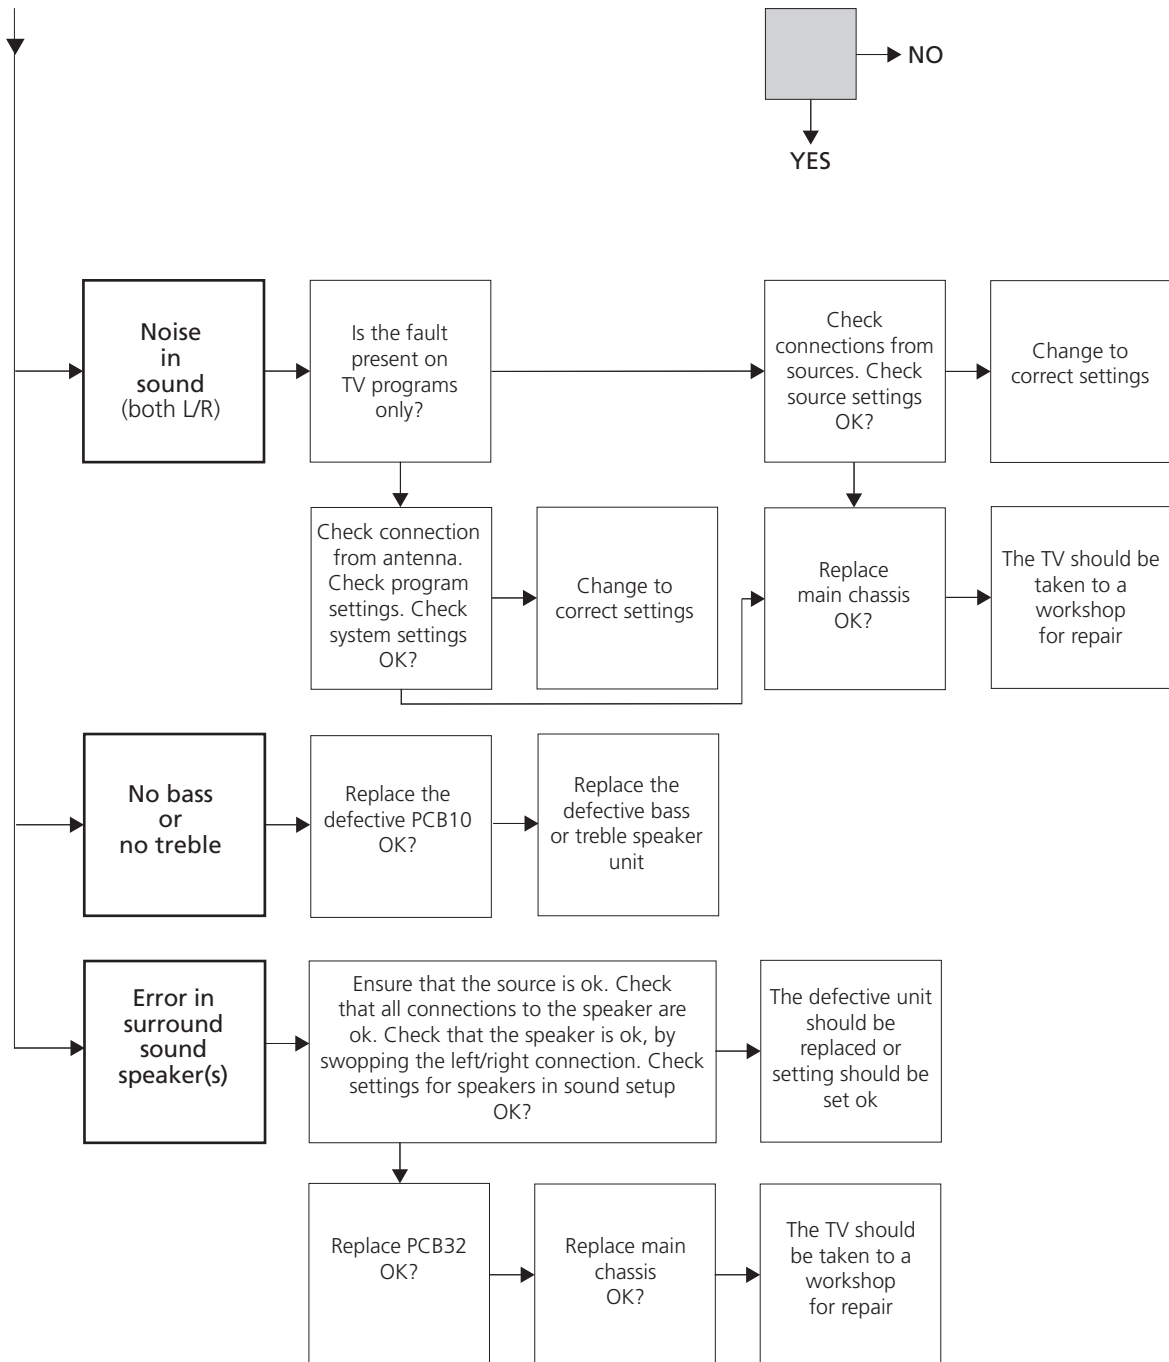 NO
YES
Noise
in
sound
(both L/R)
Is the fault
present on
TV programs
only?
Check
connections from
sources. Check
source settings
OK?
Change to
correct settings
Check connection
from antenna.
Check program
settings. Check
system settings
OK?
Change to
correct settings
Replace
main chassis
OK?
The TV should be
taken to a
workshop
for repair
No bass
or
no treble
Replace the
defective PCB10
OK?
Replace the
defective bass
or treble speaker
unit
Error in
surround
sound
speaker(s)
Ensure that the source is ok. Check
that all connections to the speaker are
ok. Check that the speaker is ok, by
swopping the left/right connection. Check
settings for speakers in sound setup
OK?
The defective unit
should be
replaced or
setting should be
set ok
Replace PCB32
OK?
Replace main
chassis
OK?
The TV should
be taken to a
workshop
for repair